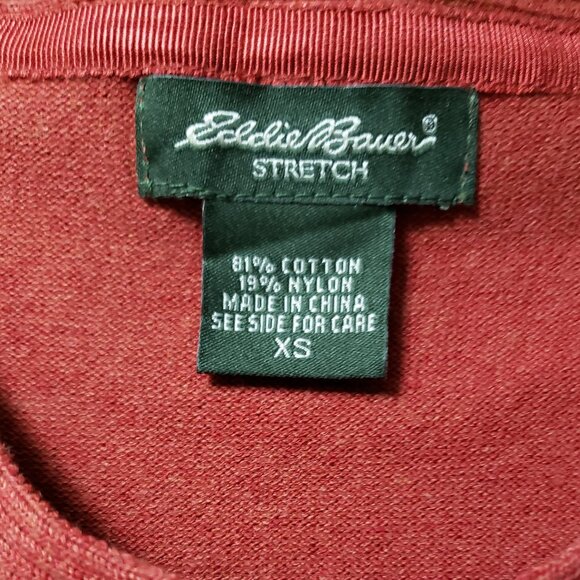 Eddie Bauer®
STRETCH
81% COTTON
19% NYLON
MADE IN CHINA
SEE SIDE FOR CARE
XS